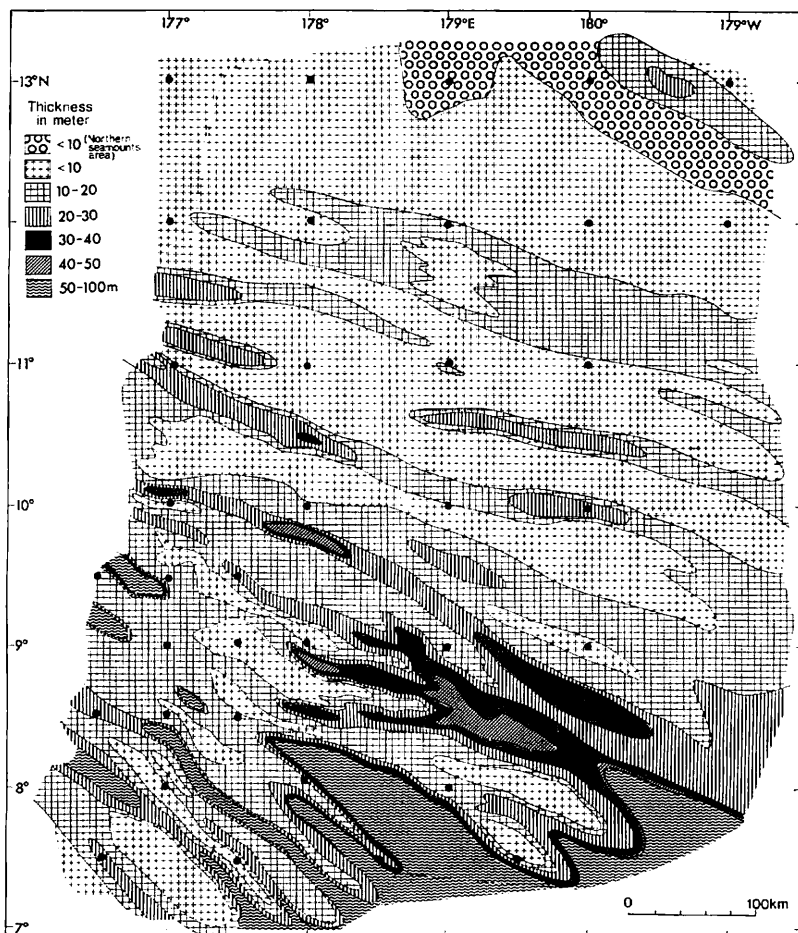 177° 178° 179°E 180° 179°W
13°N
Thickness
in meter
<10 (Northern seamounts area)
<10
10-20
20-30
30-40
40-50
50-100m
11°
10°
9°
8°
7°
0 100km